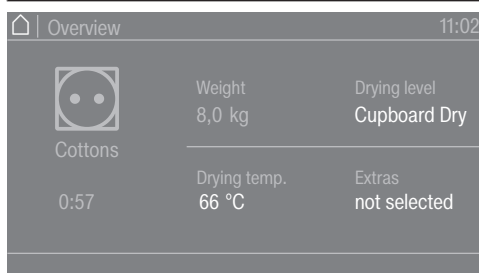 Overview 11:02
Weight
8,0 kg
Drying level
Cupboard Dry
Cottons
0:57
Drying temp.
66 °C
Extras
not selected